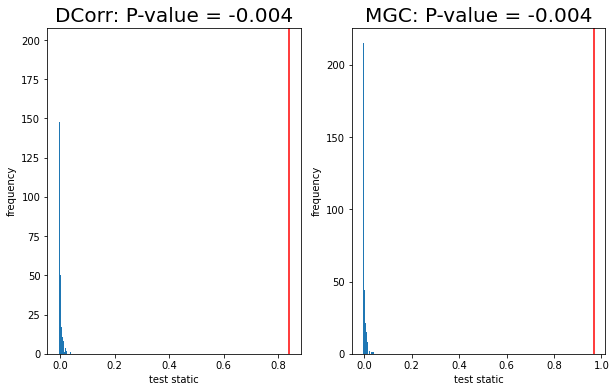 DCorr: P-value = -0.004
200
175
150
125
100
75
50
25
0
frequency
0.0 0.2 0.4 0.6 0.8
test static
MGC: P-value = -0.004
200
150
100
50
0
frequency
0.0 0.2 0.4 0.6 0.8 1.0
test static